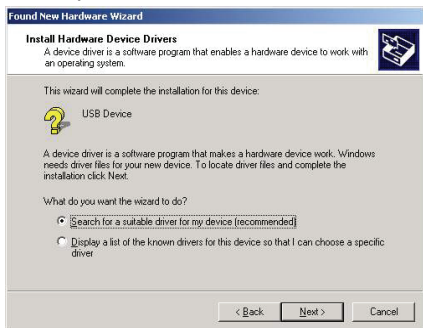 Found New Hardware Wizard
Install Hardware Device Drivers
A device driver is a software program that enables a hardware device to work with
an operating system.
This wizard will complete the installation for this device:
USB Device
A device driver is a software program that makes a hardware device work. Windows
needs driver files for your new device. To locate driver files and complete the
installation click Next.
What do you want the wizard to do?
Search for a suitable driver for my device (recommended)
Display a list of the known drivers for this device so that I can choose a specific
driver
< Back Next > Cancel